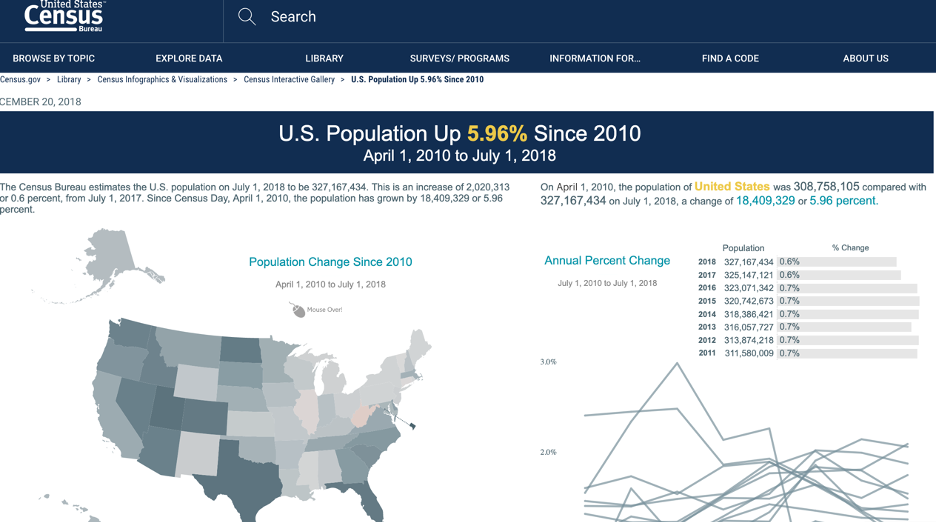 United States™
Census
Bureau
Search
BROWSE BY TOPIC
EXPLORE DATA
LIBRARY
SURVEYS/ PROGRAMS
INFORMATION FOR...
FIND A CODE
ABOUT US
Census.gov > Library > Census Infographics & Visualizations > Census Interactive Gallery > U.S. Population Up 5.96% Since 2010
CEMBER 20, 2018
U.S. Population Up 5.96% Since 2010
April 1, 2010 to July 1, 2018
The Census Bureau estimates the U.S. population on July 1, 2018 to be 327,167,434. This is an increase of 2,020,313
or 0.6 percent, from July 1, 2017. Since Census Day, April 1, 2010, the population has grown by 18,409,329 or 5.96
percent.
On April 1, 2010, the population of United States was 308,758,105 compared with
327,167,434 on July 1, 2018, a change of 18,409,329 or 5.96 percent.
Population Change Since 2010
April 1, 2010 to July 1, 2018
Mouse Over!
Annual Percent Change
July 1, 2010 to July 1, 2018
Population % Change
2018 327,167,434 0.6%
2017 325,147,121 0.6%
2016 323,071,342 0.7%
2015 320,742,673 0.7%
2014 318,386,421 0.7%
2013 316,057,727 0.7%
2012 313,874,218 0.7%
2011 311,580,009 0.7%
3.0%
2.0%